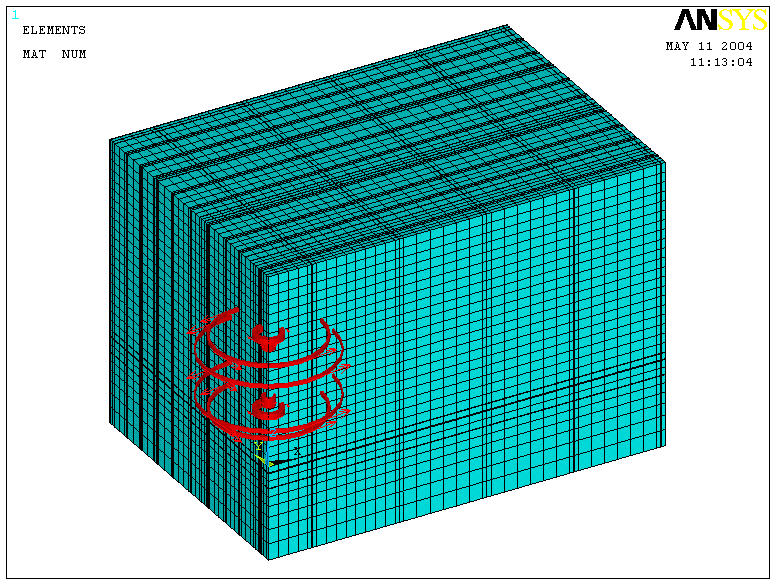 1
ELEMENTS
MAT NUM
ANSYS
MAY 11 2004
11:13:04
Y
X